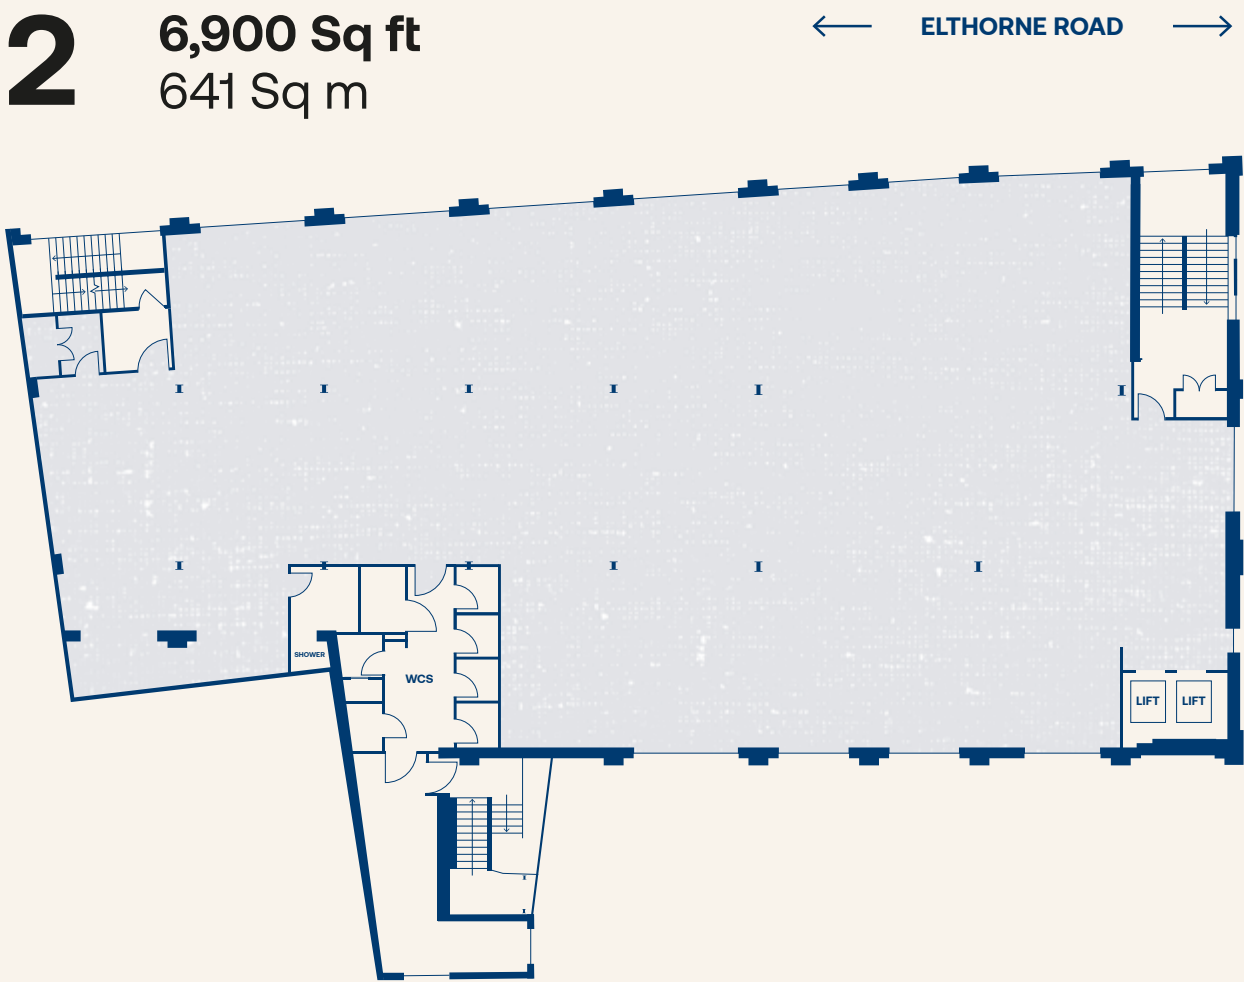 2
6,900 Sq ft
641 Sq m
ELTHORNE ROAD
SHOWER
WCS
LIFT
LIFT